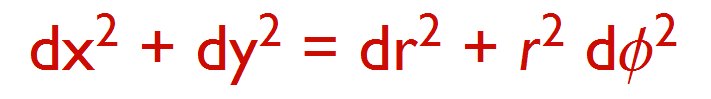 dx² + dy² = dr² + r² dϕ²